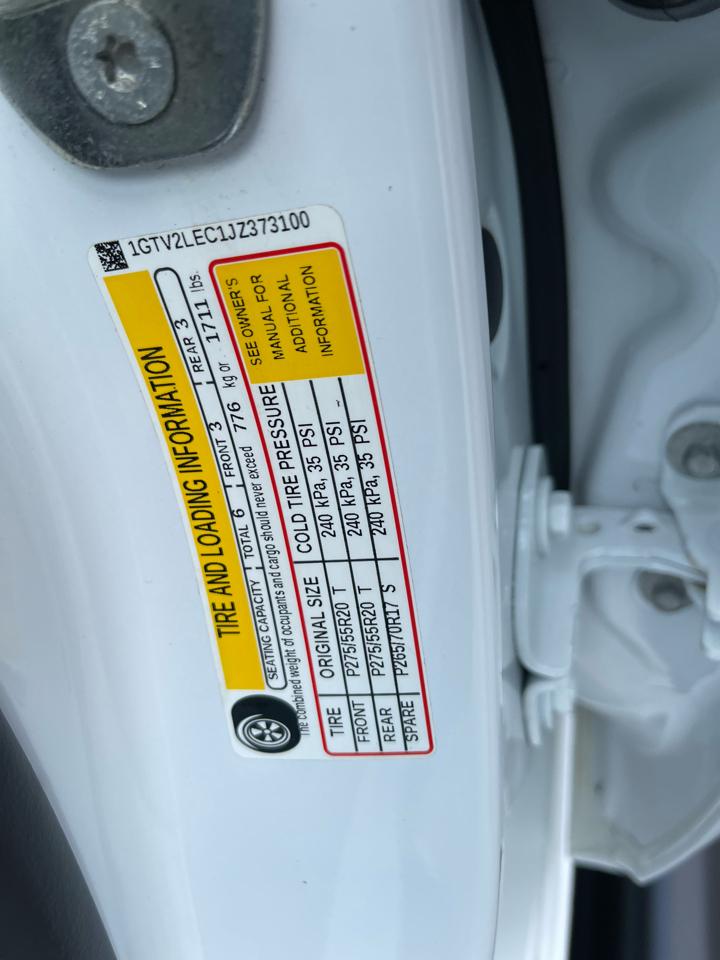 1GTV2LEC1JZ373100
TIRE AND LOADING INFORMATION
SEATING CAPACITY TOTAL 6 FRONT 3 REAR 3
The combined weight of occupants and cargo should never exceed 776 kg or 1711 lbs.
TIRE ORIGINAL SIZE COLD TIRE PRESSURE
FRONT P275/55R20 T 240 kPa, 35 PSI
REAR P275/55R20 T 240 kPa, 35 PSI
SPARE P265/70R17 S 240 kPa, 35 PSI
SEE OWNER'S
MANUAL FOR
ADDITIONAL
INFORMATION